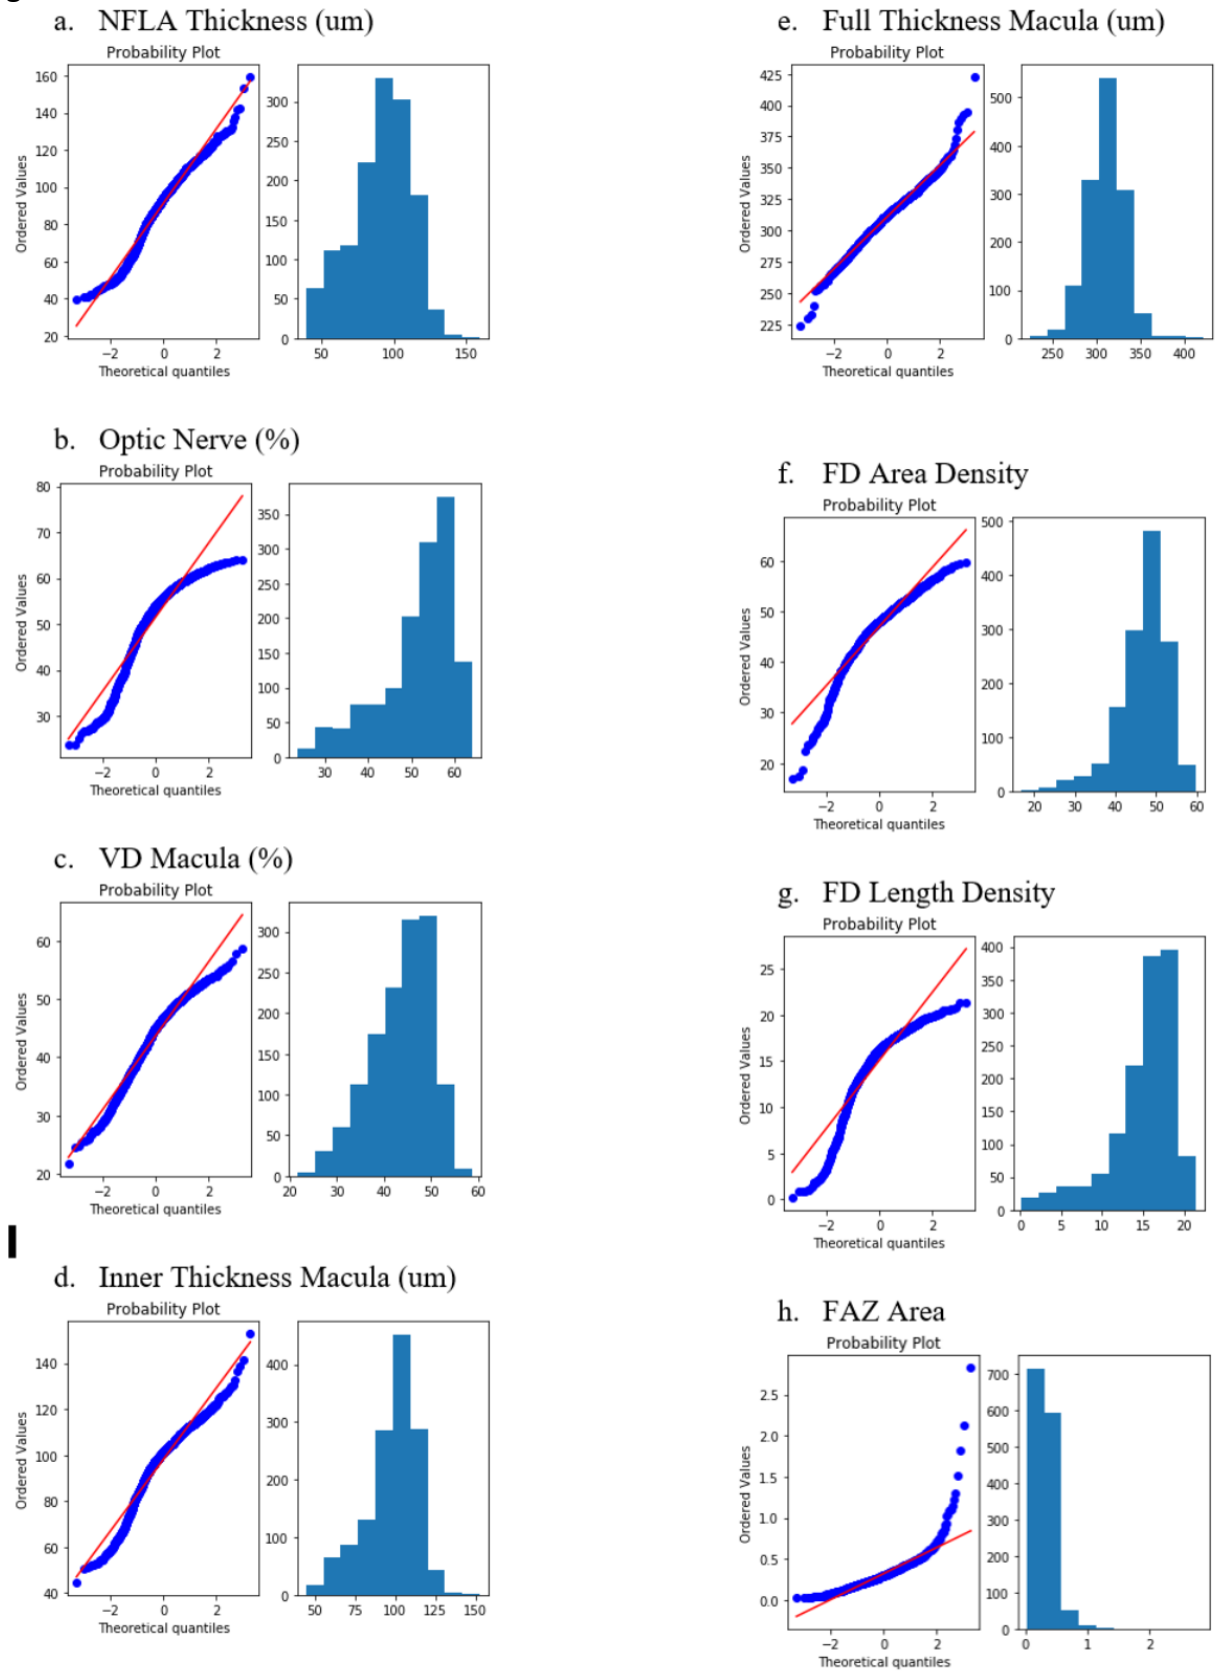 a. NFLA Thickness (um)
Probability Plot
160
140
120
100
80
60
40
20
Ordered Values
−2 0 2
Theoretical quantiles
300
250
200
150
100
50
0
50 100 150
b. Optic Nerve (%)
Probability Plot
80
70
60
50
40
30
Ordered Values
−2 0 2
Theoretical quantiles
350
300
250
200
150
100
50
0
30 40 50 60
c. VD Macula (%)
Probability Plot
60
50
40
30
20
Ordered Values
−2 0 2
Theoretical quantiles
300
250
200
150
100
50
0
20 30 40 50 60
d. Inner Thickness Macula (um)
Probability Plot
140
120
100
80
60
40
Ordered Values
−2 0 2
Theoretical quantiles
400
300
200
100
0
50 75 100 125 150
e. Full Thickness Macula (um)
Probability Plot
425
400
375
350
325
300
275
250
225
Ordered Values
−2 0 2
Theoretical quantiles
500
400
300
200
100
0
250 300 350 400
f. FD Area Density
Probability Plot
60
50
40
30
20
Ordered Values
−2 0 2
Theoretical quantiles
500
400
300
200
100
0
20 30 40 50 60
g. FD Length Density
Probability Plot
25
20
15
10
5
0
Ordered Values
−2 0 2
Theoretical quantiles
400
350
300
250
200
150
100
50
0
0 5 10 15 20
h. FAZ Area
Probability Plot
2.5
2.0
1.5
1.0
0.5
0.0
Ordered Values
−2 0 2
Theoretical quantiles
700
600
500
400
300
200
100
0
0 1 2